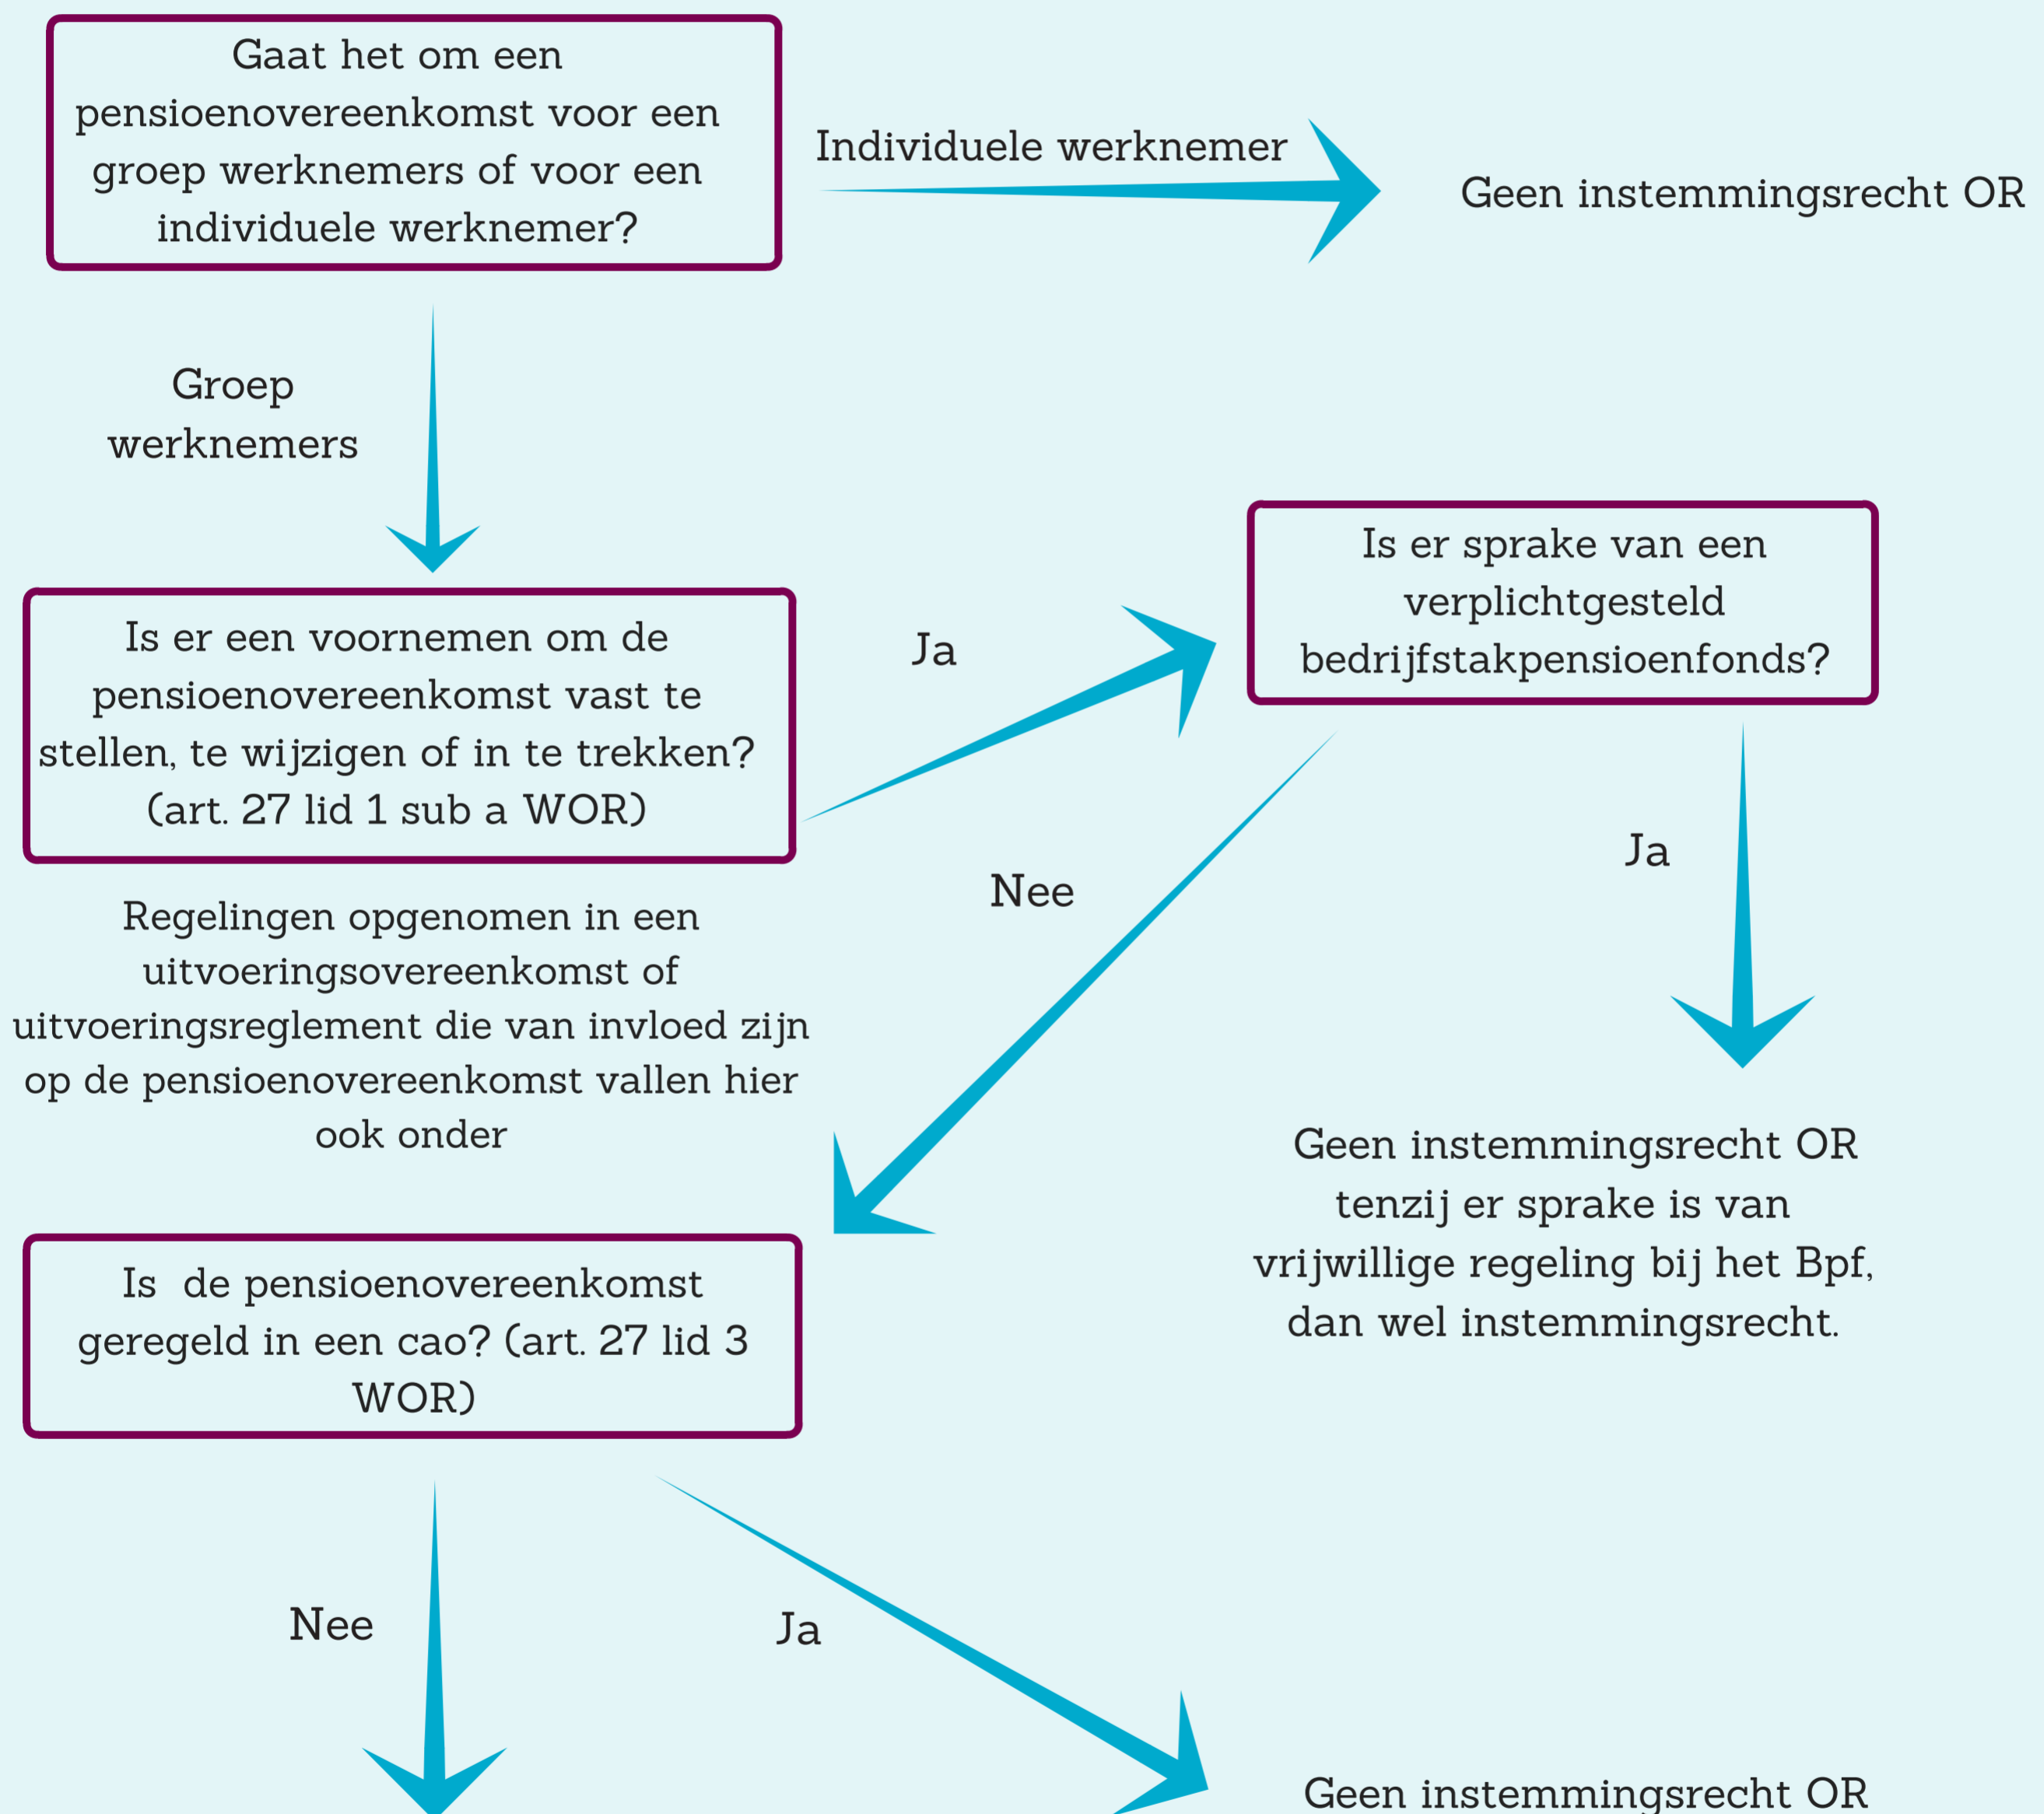 Gaat het om een
pensioenovereenkomst voor een
groep werknemers of voor een
individuele werknemer?
Individuele werknemer
Geen instemmingsrecht OR
Groep
werknemers
Is er een voornemen om de
pensioenovereenkomst vast te
stellen, te wijzigen of in te trekken?
(art. 27 lid 1 sub a WOR)
Ja
Is er sprake van een
verplichtgesteld
bedrijfstakpensioenfonds?
Regelingen opgenomen in een
uitvoeringsovereenkomst of
uitvoeringsreglement die van invloed zijn
op de pensioenovereenkomst vallen hier
ook onder
Nee
Ja
Geen instemmingsrecht OR
tenzij er sprake is van
vrijwillige regeling bij het Bpf,
dan wel instemmingsrecht.
Is de pensioenovereenkomst
geregeld in een cao? (art. 27 lid 3
WOR)
Nee
Ja
Geen instemmingsrecht OR